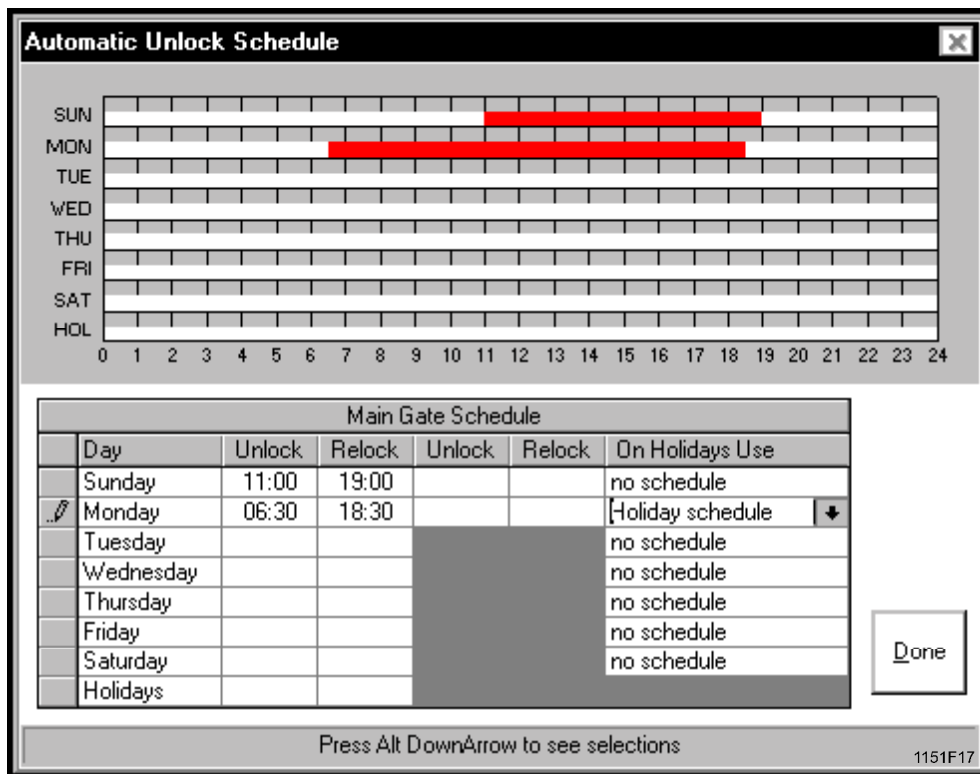 Automatic Unlock Schedule
SUN
MON
TUE
WED
THU
FRI
SAT
HOL
0 1 2 3 4 5 6 7 8 9 10 11 12 13 14 15 16 17 18 19 20 21 22 23 24
Main Gate Schedule
Day Unlock Relock Unlock Relock On Holidays Use
Sunday 11:00 19:00 no schedule
Monday 06:30 18:30 Holiday schedule
Tuesday no schedule
Wednesday no schedule
Thursday no schedule
Friday no schedule
Saturday no schedule
Holidays
Done
Press Alt DownArrow to see selections
1151F17